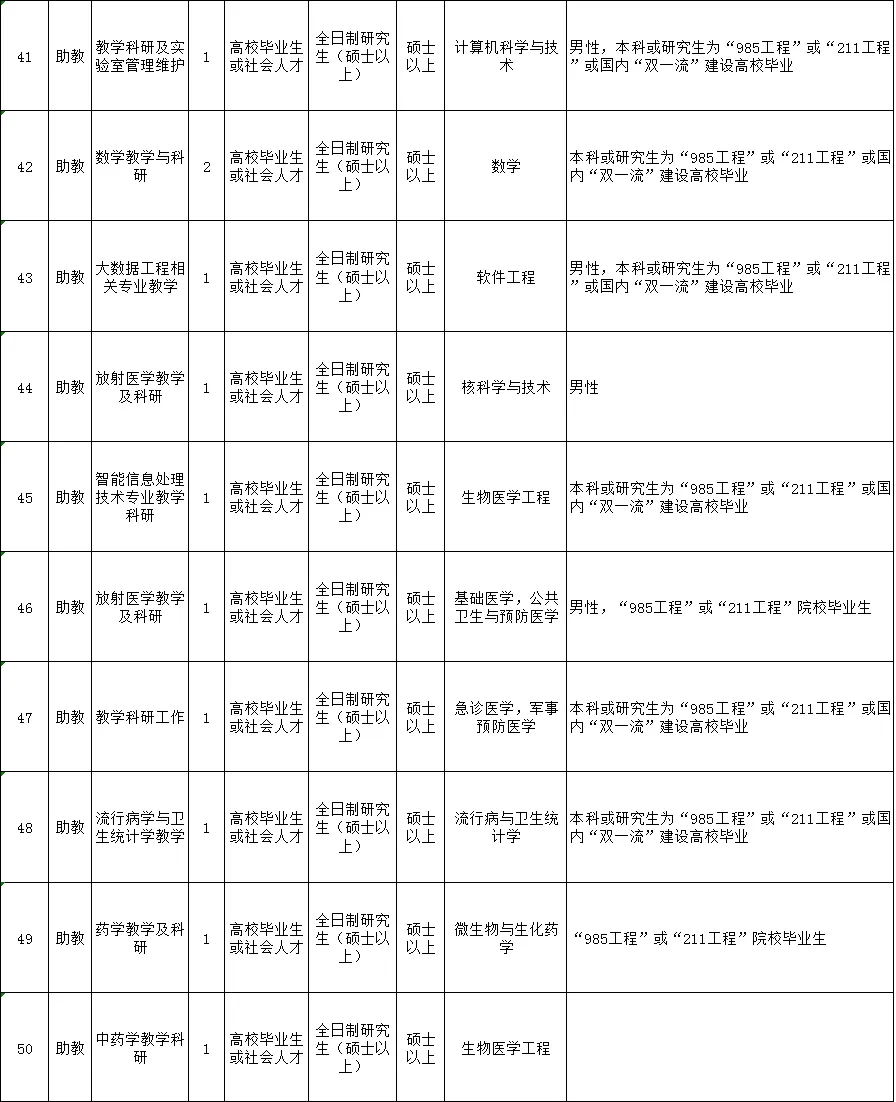 41 助教 教学科研及实验室管理维护 1 高校毕业生或社会人才 全日制研究生（硕士以上） 硕士以上 计算机科学与技术 男性，本科或研究生为“985工程”或“211工程”或国内“双一流”建设高校毕业
42 助教 数学教学与科研 2 高校毕业生或社会人才 全日制研究生（硕士以上） 硕士以上 数学 本科或研究生为“985工程”或“211工程”或国内“双一流”建设高校毕业
43 助教 大数据工程相关专业教学 1 高校毕业生或社会人才 全日制研究生（硕士以上） 硕士以上 软件工程 男性，本科或研究生为“985工程”或“211工程”或国内“双一流”建设高校毕业
44 助教 放射医学教学及科研 1 高校毕业生或社会人才 全日制研究生（硕士以上） 硕士以上 核科学与技术 男性
45 助教 智能信息处理技术专业教学科研 1 高校毕业生或社会人才 全日制研究生（硕士以上） 硕士以上 生物医学工程 本科或研究生为“985工程”或“211工程”或国内“双一流”建设高校毕业
46 助教 放射医学教学及科研 1 高校毕业生或社会人才 全日制研究生（硕士以上） 硕士以上 基础医学，公共卫生与预防医学 男性，“985工程”或“211工程”院校毕业生
47 助教 教学科研工作 1 高校毕业生或社会人才 全日制研究生（硕士以上） 硕士以上 急诊医学，军事预防医学 本科或研究生为“985工程”或“211工程”或国内“双一流”建设高校毕业
48 助教 流行病学与卫生统计学教学 1 高校毕业生或社会人才 全日制研究生（硕士以上） 硕士以上 流行病与卫生统计学 本科或研究生为“985工程”或“211工程”或国内“双一流”建设高校毕业
49 助教 药学教学及科研 1 高校毕业生或社会人才 全日制研究生（硕士以上） 硕士以上 微生物与生化药学 “985工程”或“211工程”院校毕业生
50 助教 中药学教学科研 1 高校毕业生或社会人才 全日制研究生（硕士以上） 硕士以上 生物医学工程